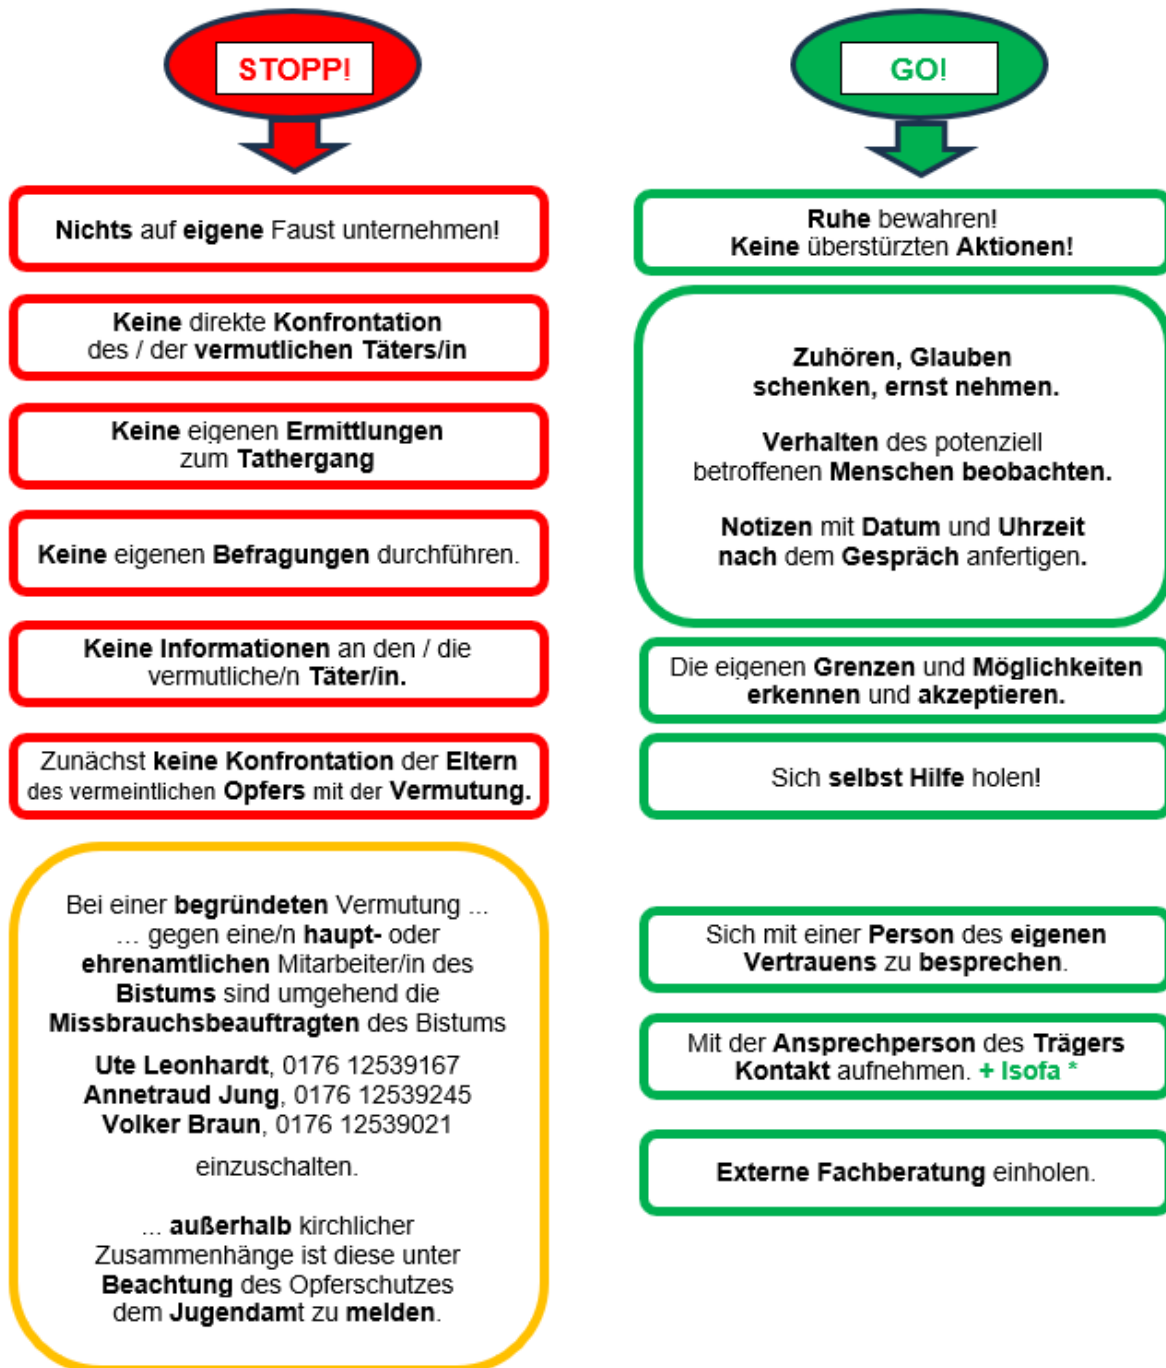 STOPP!
Nichts auf eigene Faust unternehmen!
Keine direkte Konfrontation
des / der vermutlichen Täters/in
Keine eigenen Ermittlungen
zum Tathergang
Keine eigenen Befragungen durchführen.
Keine Informationen an den / die
vermutliche/n Täter/in.
Zunächst keine Konfrontation der Eltern
des vermeintlichen Opfers mit der Vermutung.
Bei einer begründeten Vermutung ...
... gegen eine/n haupt- oder
ehrenamtlichen Mitarbeiter/in des
Bistums sind umgehend die
Missbrauchsbeauftragten des Bistums
Ute Leonhardt, 0176 12539167
Annetraud Jung, 0176 12539245
Volker Braun, 0176 12539021
einzuschalten.
... außerhalb kirchlicher
Zusammenhänge ist diese unter
Beachtung des Opferschutzes
dem Jugendamt zu melden.
GO!
Ruhe bewahren!
Keine überstürzten Aktionen!
Zuhören, Glauben
schenken, ernst nehmen.
Verhalten des potenziell
betroffenen Menschen beobachten.
Notizen mit Datum und Uhrzeit
nach dem Gespräch anfertigen.
Die eigenen Grenzen und Möglichkeiten
erkennen und akzeptieren.
Sich selbst Hilfe holen!
Sich mit einer Person des eigenen
Vertrauens zu besprechen.
Mit der Ansprechperson des Trägers
Kontakt aufnehmen. + Isofa *
Externe Fachberatung einholen.